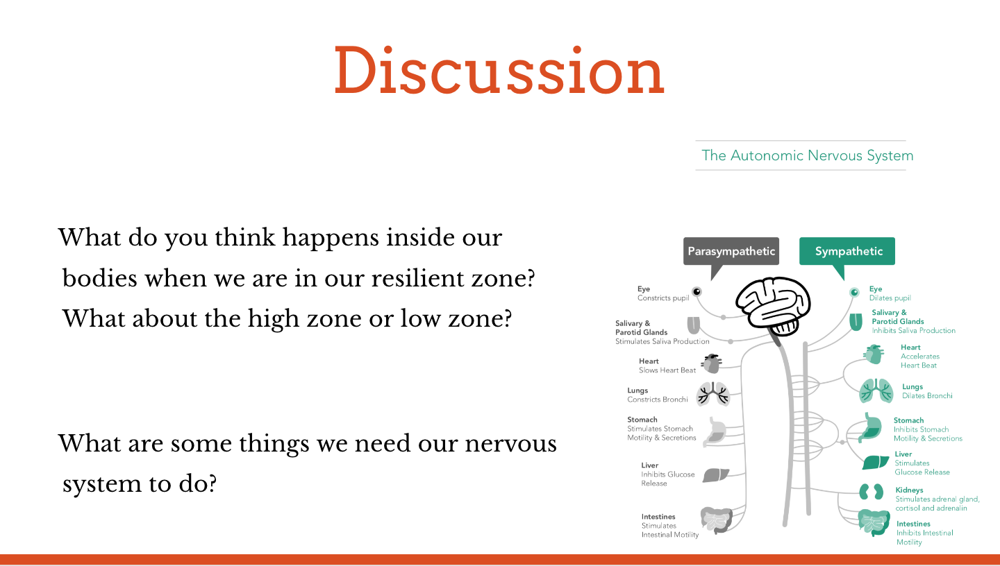 Discussion
The Autonomic Nervous System
What do you think happens inside our
bodies when we are in our resilient zone?
What about the high zone or low zone?
What are some things we need our nervous
system to do?
Parasympathetic
Eye
Constricts pupil
Salivary &
Parotid Glands
Stimulates Saliva Production
Heart
Slows Heart Beat
Lungs
Constricts Bronchi
Stomach
Stimulates Stomach
Motility & Secretions
Liver
Inhibits Glucose
Release
Intestines
Stimulates
Intestinal Motility
Sympathetic
Eye
Dilates pupil
Salivary &
Parotid Glands
Inhibits Saliva Production
Heart
Accelerates
Heart Beat
Lungs
Dilates Bronchi
Stomach
Inhibits Stomach
Motility & Secretions
Liver
Stimulates
Glucose Release
Kidneys
Stimulates adrenal gland,
cortisol and adrenalin
Intestines
Inhibits Intestinal
Motility